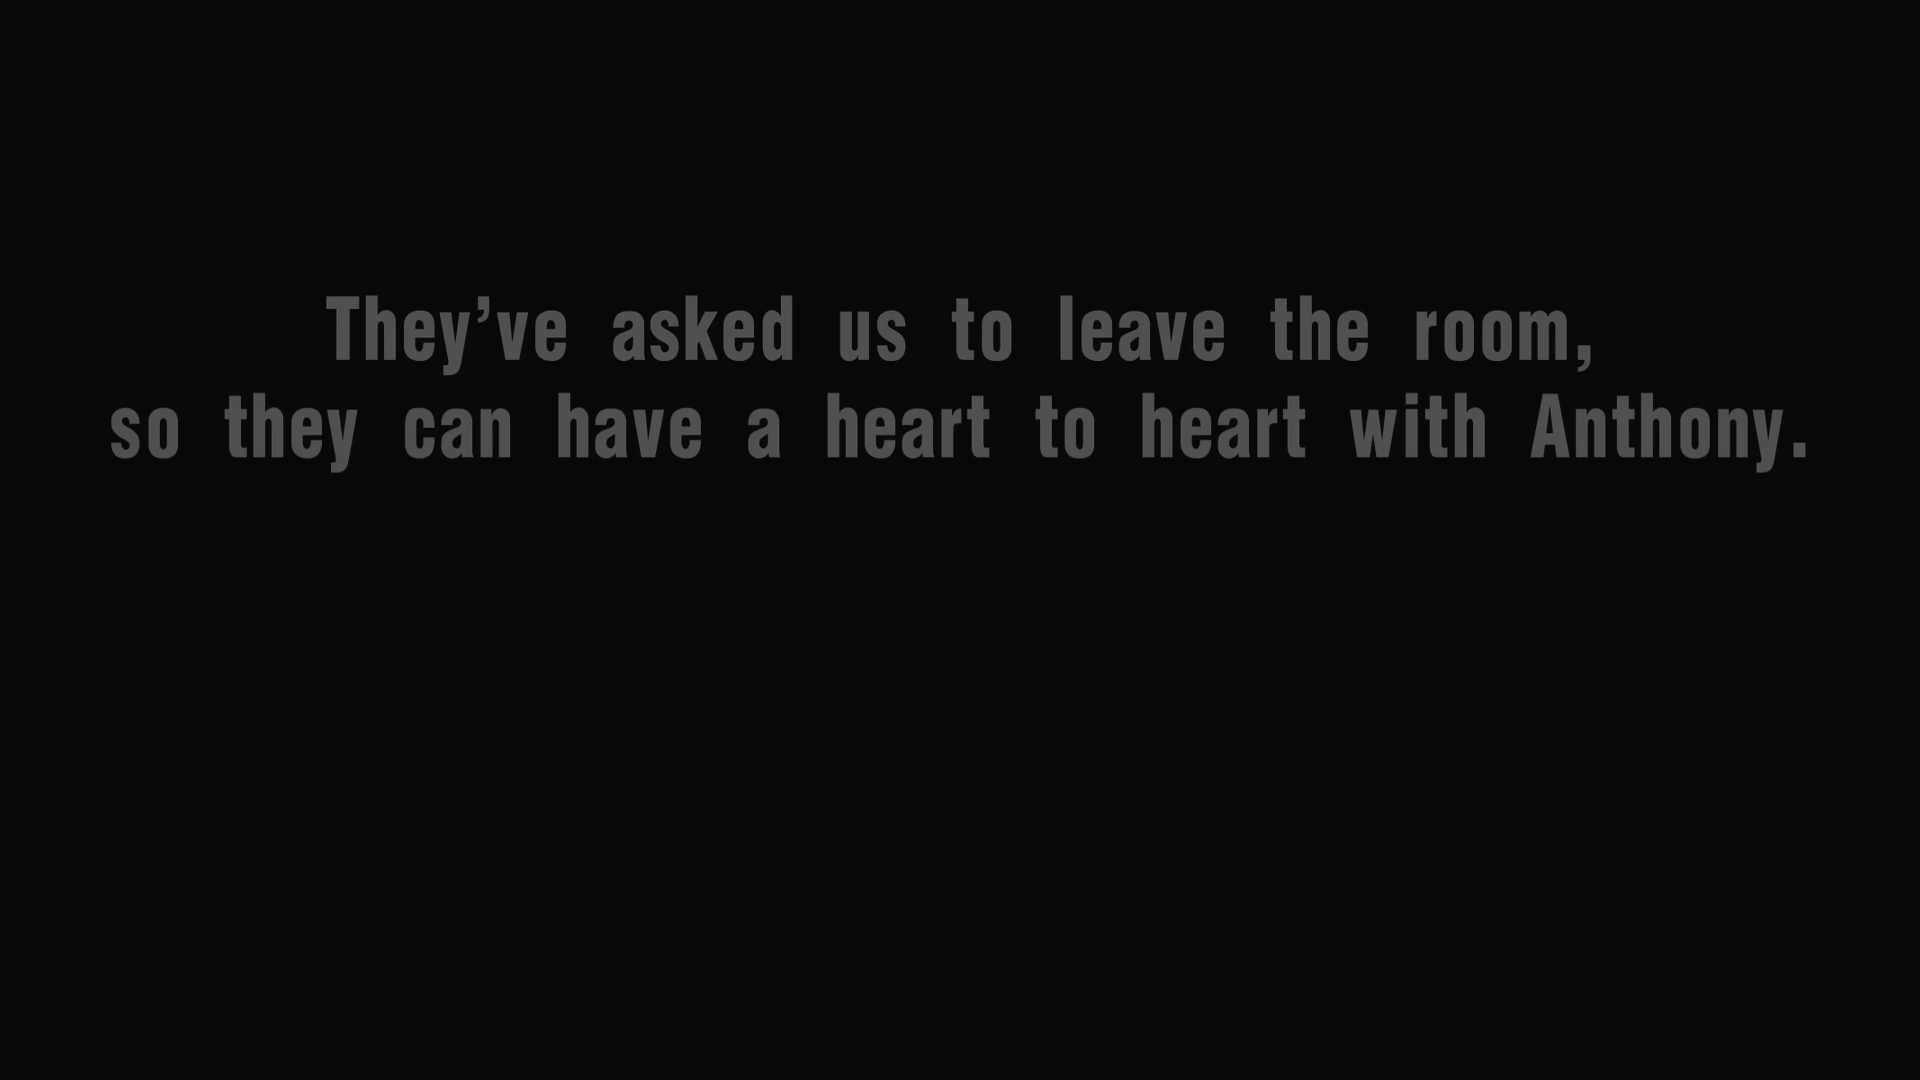 They’ve asked us to leave the room,
so they can have a heart to heart with Anthony.